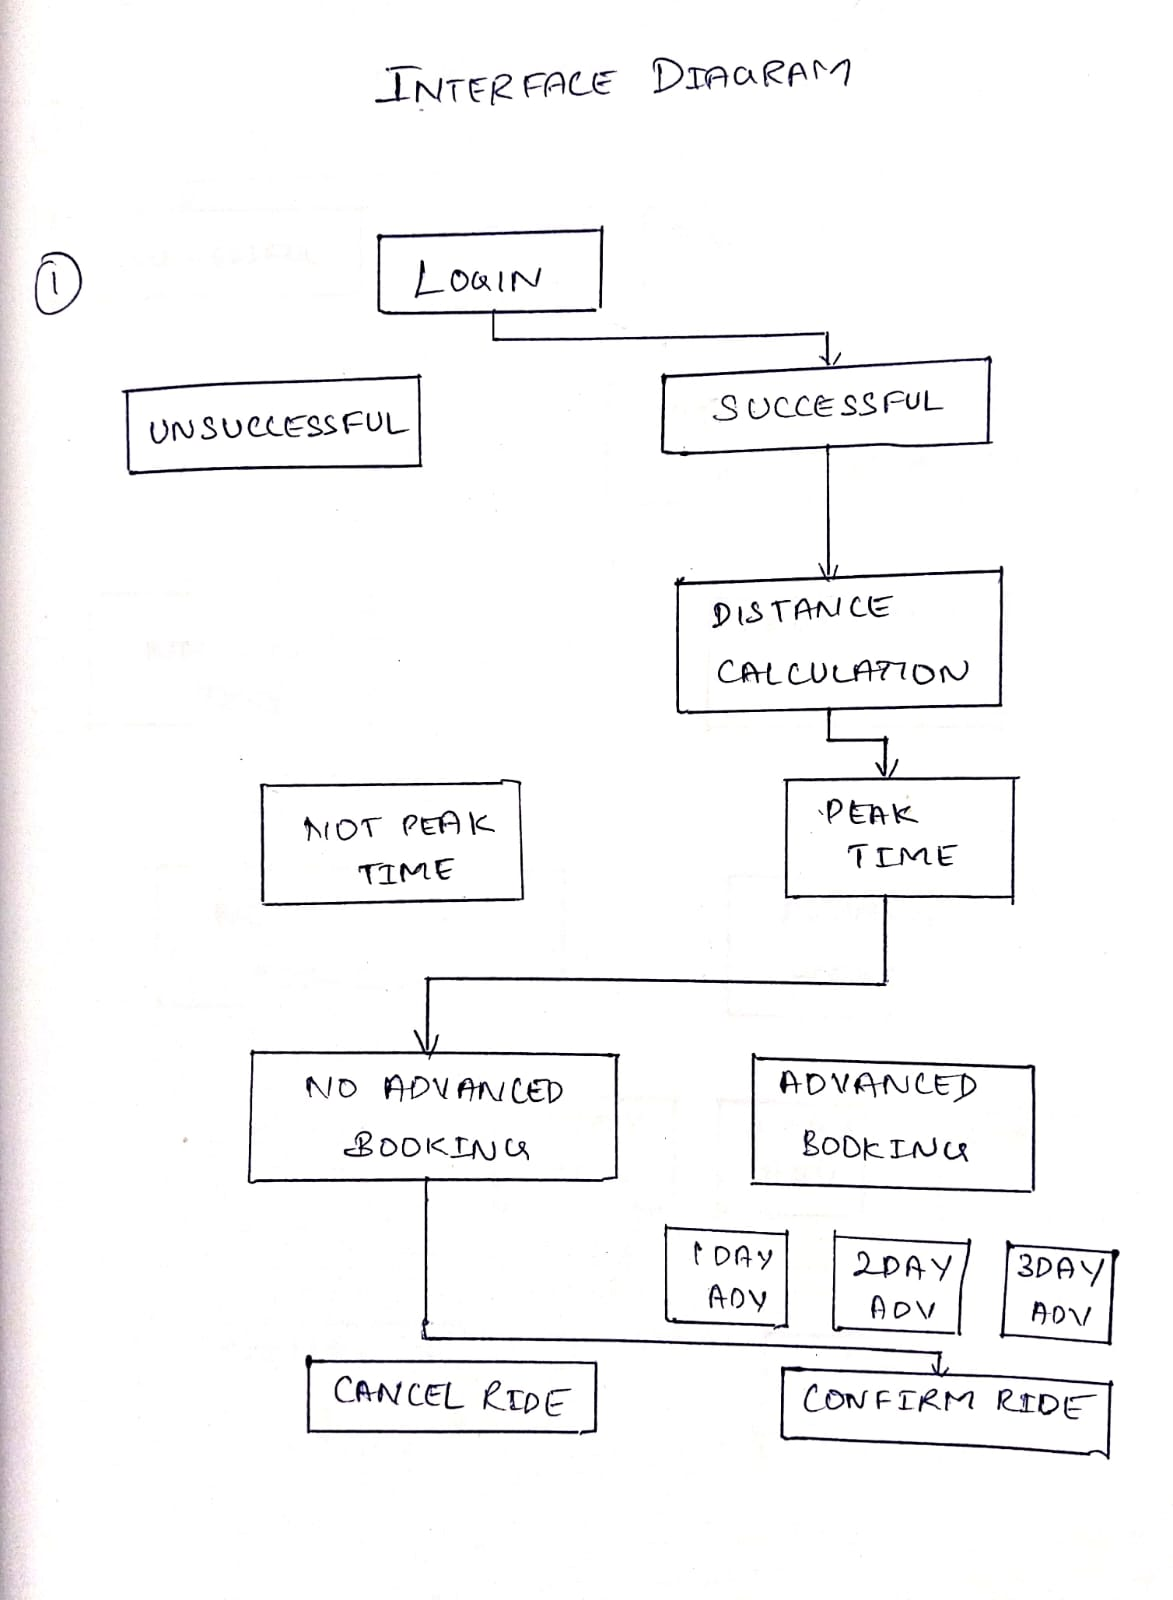 INTERFACE DIAGRAM
1
LOGIN
UNSUCCESSFUL
SUCCESSFUL
DISTANCE
CALCULATION
NOT PEAK
TIME
PEAK
TIME
NO ADVANCED
BOOKING
ADVANCED
BOOKING
1 DAY
ADV
2DAY
ADV
3DAY
ADV
CANCEL RIDE
CONFIRM RIDE